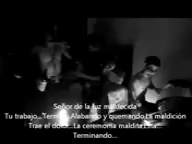 Señor de la luz maldecida
Tu trabajo...Termina Alabando y quemando La maldición
Trae el dolor...La ceremonia maldita está
Terminando...